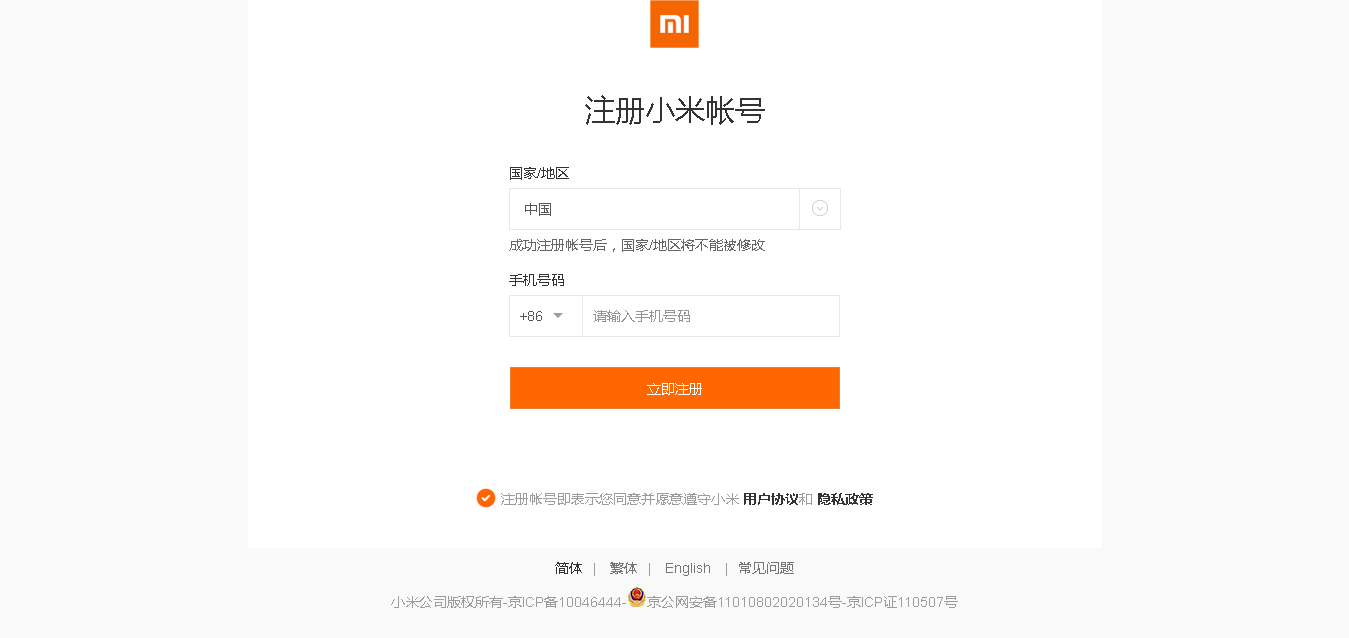 mi
注册小米帐号
国家/地区
中国
成功注册帐号后，国家/地区将不能被修改
手机号码
+86 请输入手机号码
立即注册
注册帐号即表示您同意并愿意遵守小米 用户协议和 隐私政策
简体 | 繁体 | English | 常见问题
小米公司版权所有-京ICP备10046444-京公网安备11010802020134号-京ICP证110507号